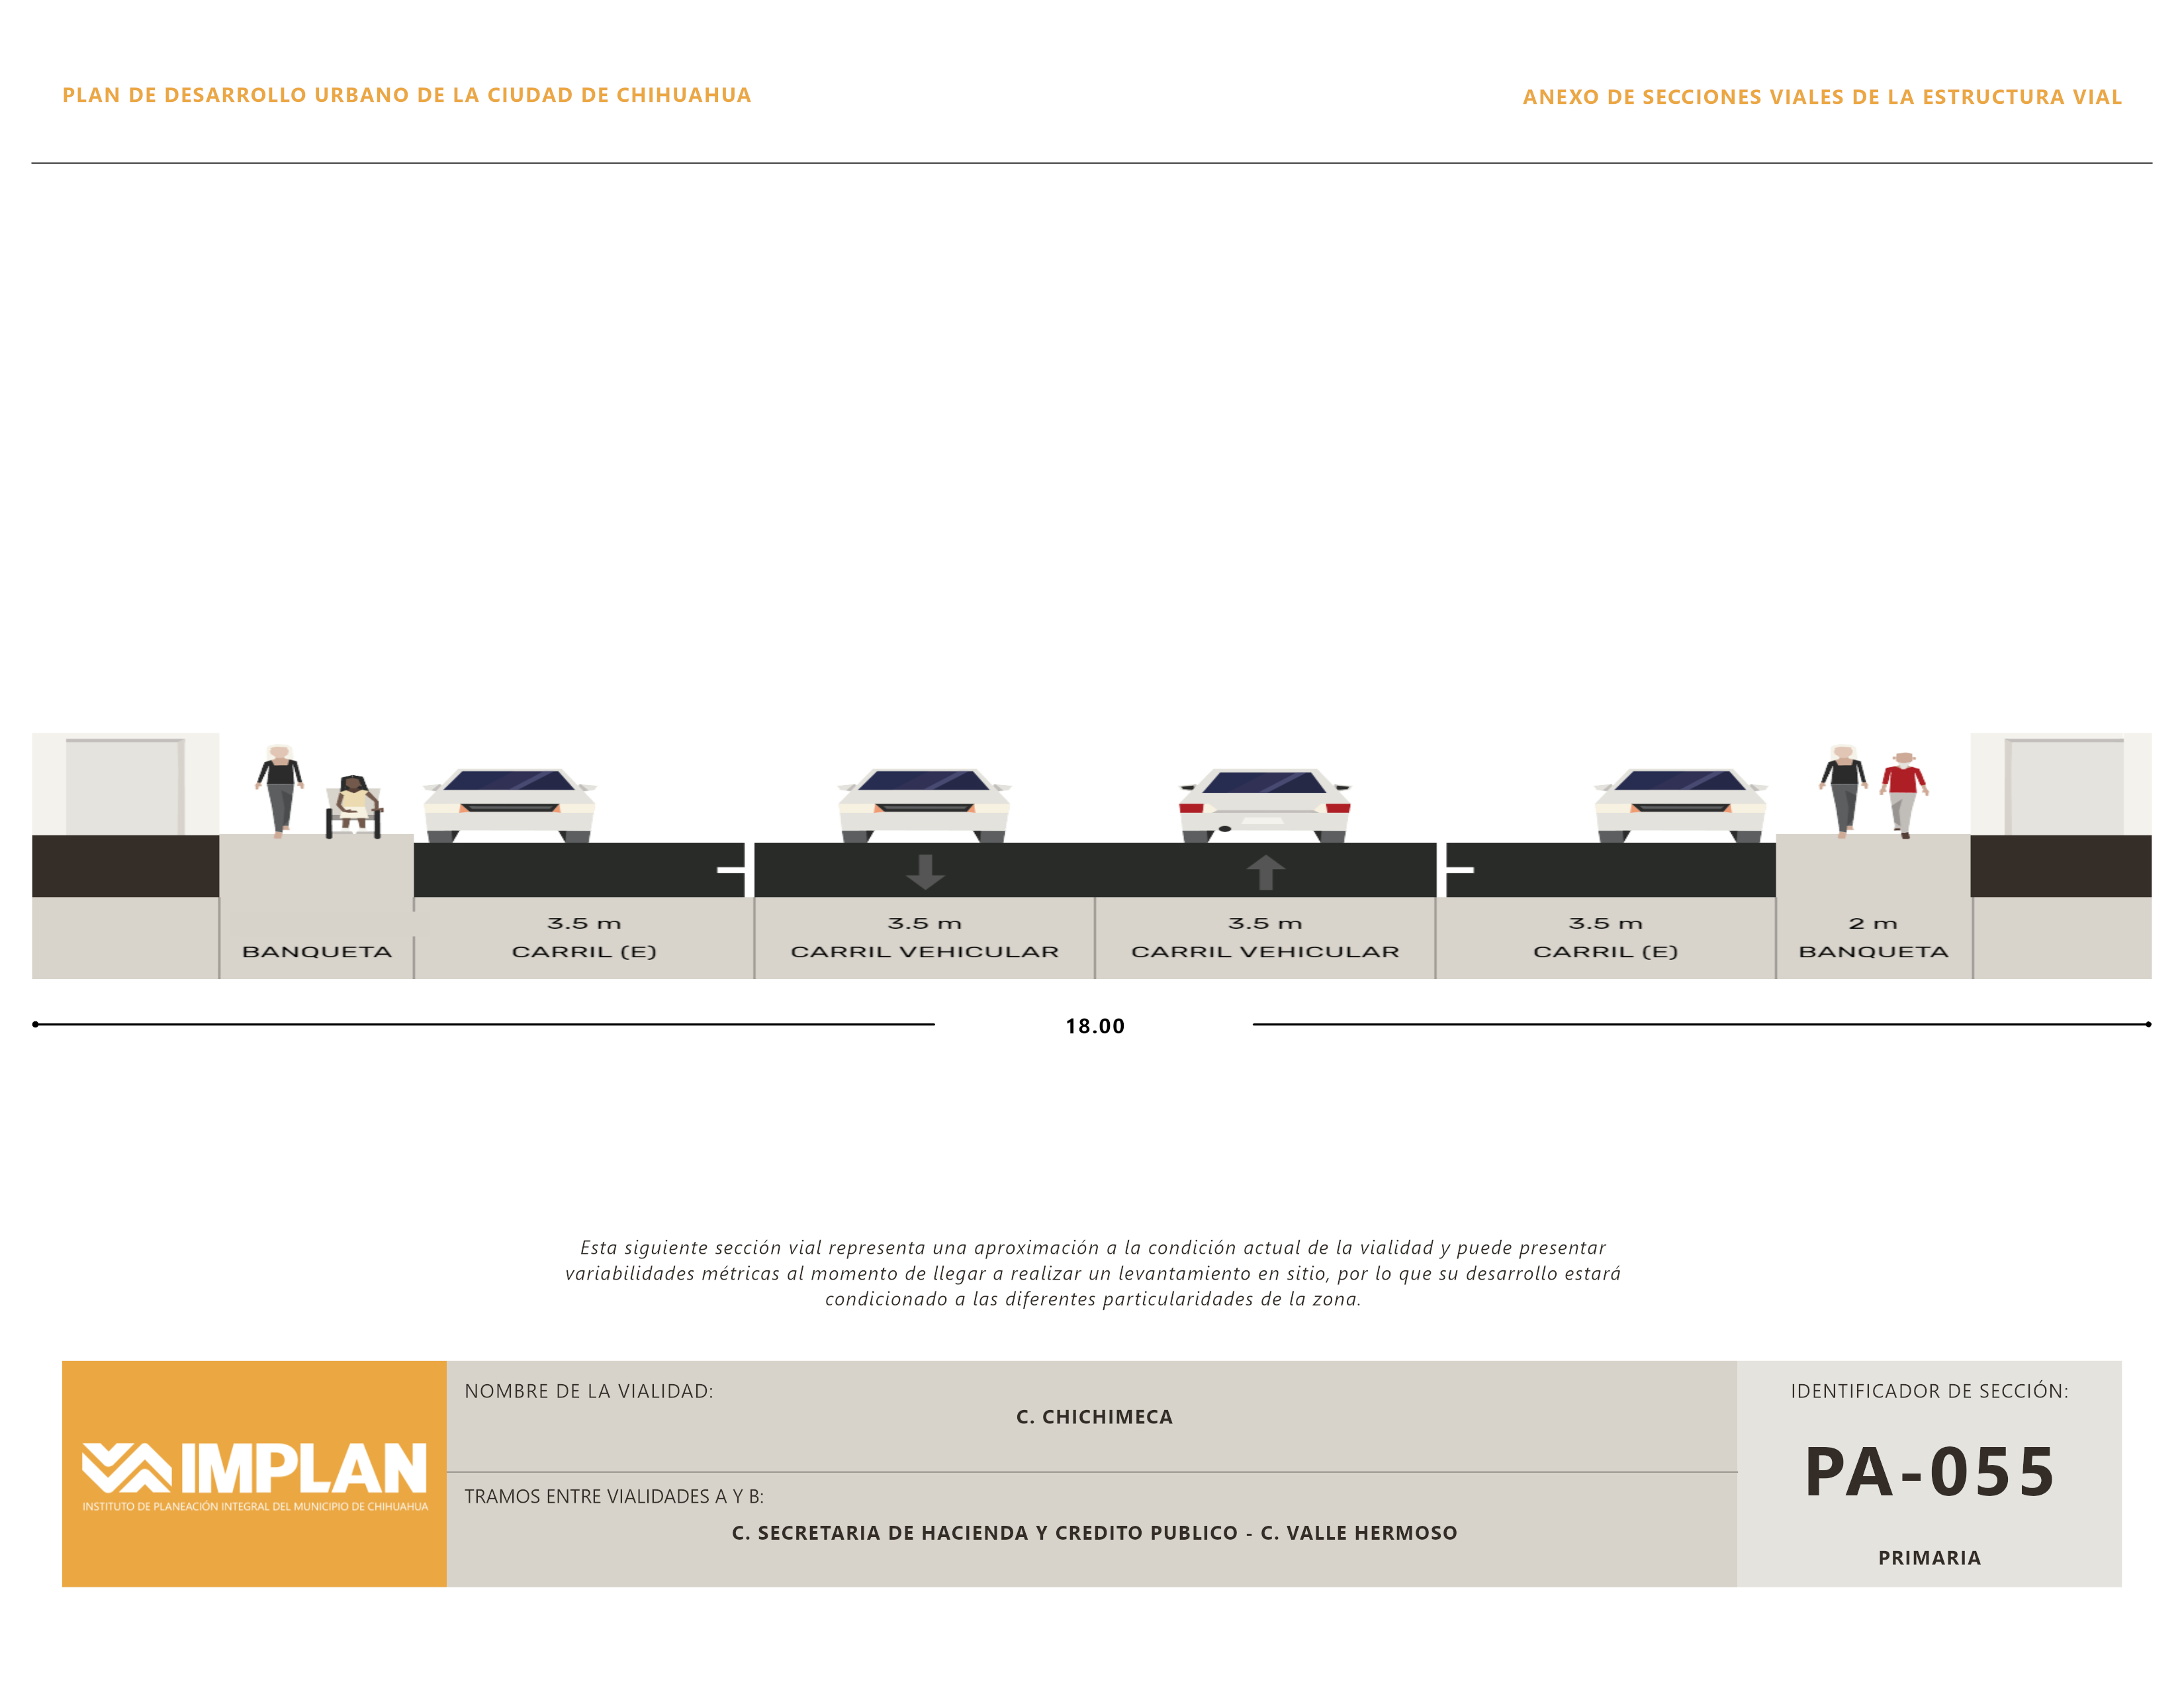 PLAN DE DESARROLLO URBANO DE LA CIUDAD DE CHIHUAHUA
ANEXO DE SECCIONES VIALES DE LA ESTRUCTURA VIAL
BANQUETA
3.5 m
CARRIL (E)
3.5 m
CARRIL VEHICULAR
3.5 m
CARRIL VEHICULAR
3.5 m
CARRIL (E)
2 m
BANQUETA
18.00
Esta siguiente sección vial representa una aproximación a la condición actual de la vialidad y puede presentar
variabilidades métricas al momento de llegar a realizar un levantamiento en sitio, por lo que su desarrollo estará
condicionado a las diferentes particularidades de la zona.
IMPLAN
INSTITUTO DE PLANEACIÓN INTEGRAL DEL MUNICIPIO DE CHIHUAHUA
NOMBRE DE LA VIALIDAD:
C. CHICHIMECA
TRAMOS ENTRE VIALIDADES A Y B:
C. SECRETARIA DE HACIENDA Y CREDITO PUBLICO - C. VALLE HERMOSO
IDENTIFICADOR DE SECCIÓN:
PA-055
PRIMARIA